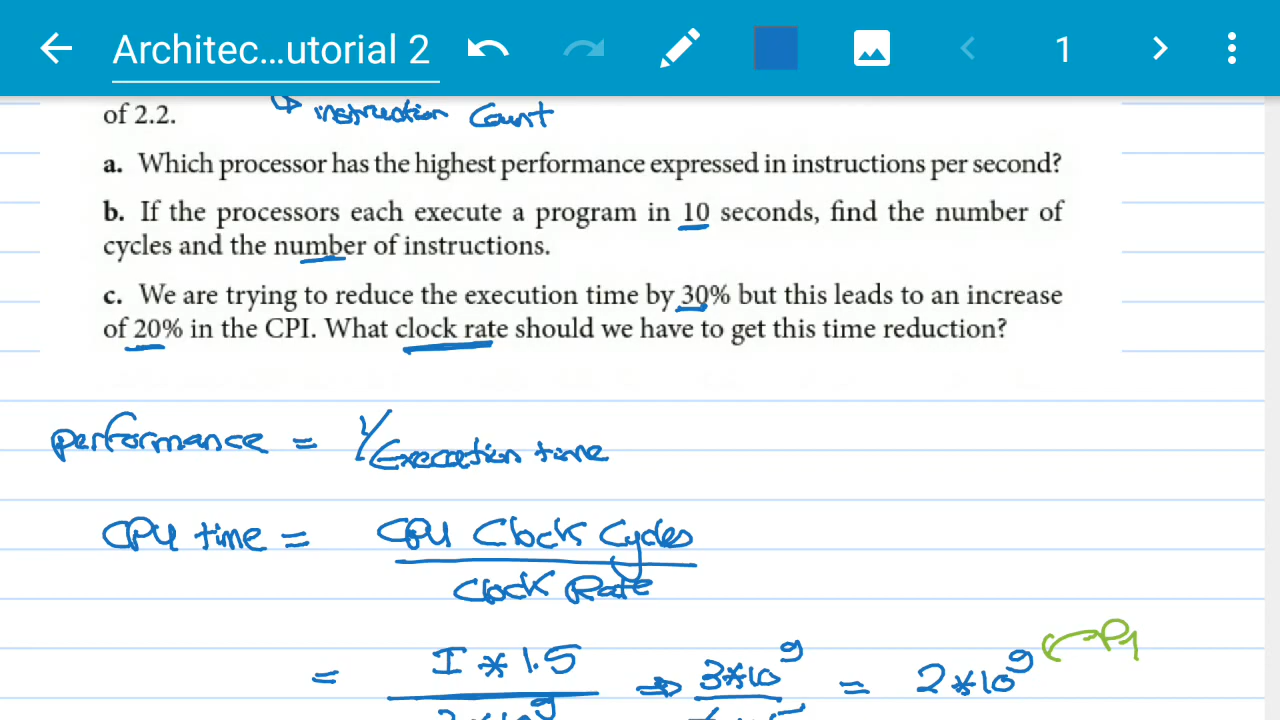 Architec...utorial 2
1
of 2.2.
↳ instruction Count
a. Which processor has the highest performance expressed in instructions per second?
b. If the processors each execute a program in 10 seconds, find the number of
cycles and the number of instructions.
c. We are trying to reduce the execution time by 30% but this leads to an increase
of 20% in the CPI. What clock rate should we have to get this time reduction?
performance = 1/Execution time
CPU time = CPU Clock Cycles
Clock Rate
P1
= I * 1.5 ⇒ 3*10^9 = 2*10^9